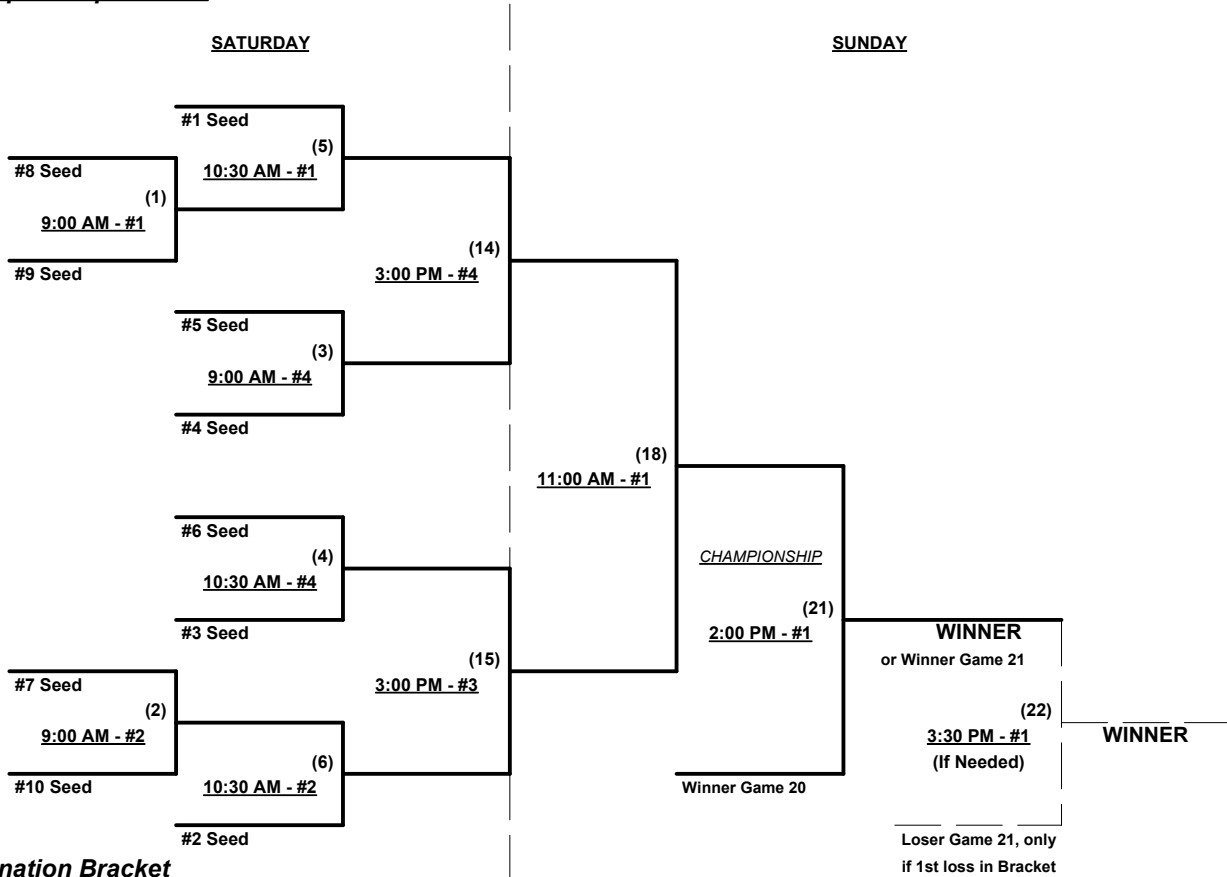 SATURDAY
SUNDAY
#1 Seed
(5)
#8 Seed
10:30 AM - #1
(1)
9:00 AM - #1
(14)
#9 Seed
3:00 PM - #4
#5 Seed
(3)
9:00 AM - #4
#4 Seed
(18)
11:00 AM - #1
#6 Seed
(4)
CHAMPIONSHIP
10:30 AM - #4
(21)
#3 Seed
2:00 PM - #1
WINNER
(15)
or Winner Game 21
#7 Seed
3:00 PM - #3
(2)
(22)
9:00 AM - #2
3:30 PM - #1
WINNER
(6)
(If Needed)
#10 Seed
10:30 AM - #2
Winner Game 20
#2 Seed
Loser Game 21, only
if 1st loss in Bracket
nation Bracket